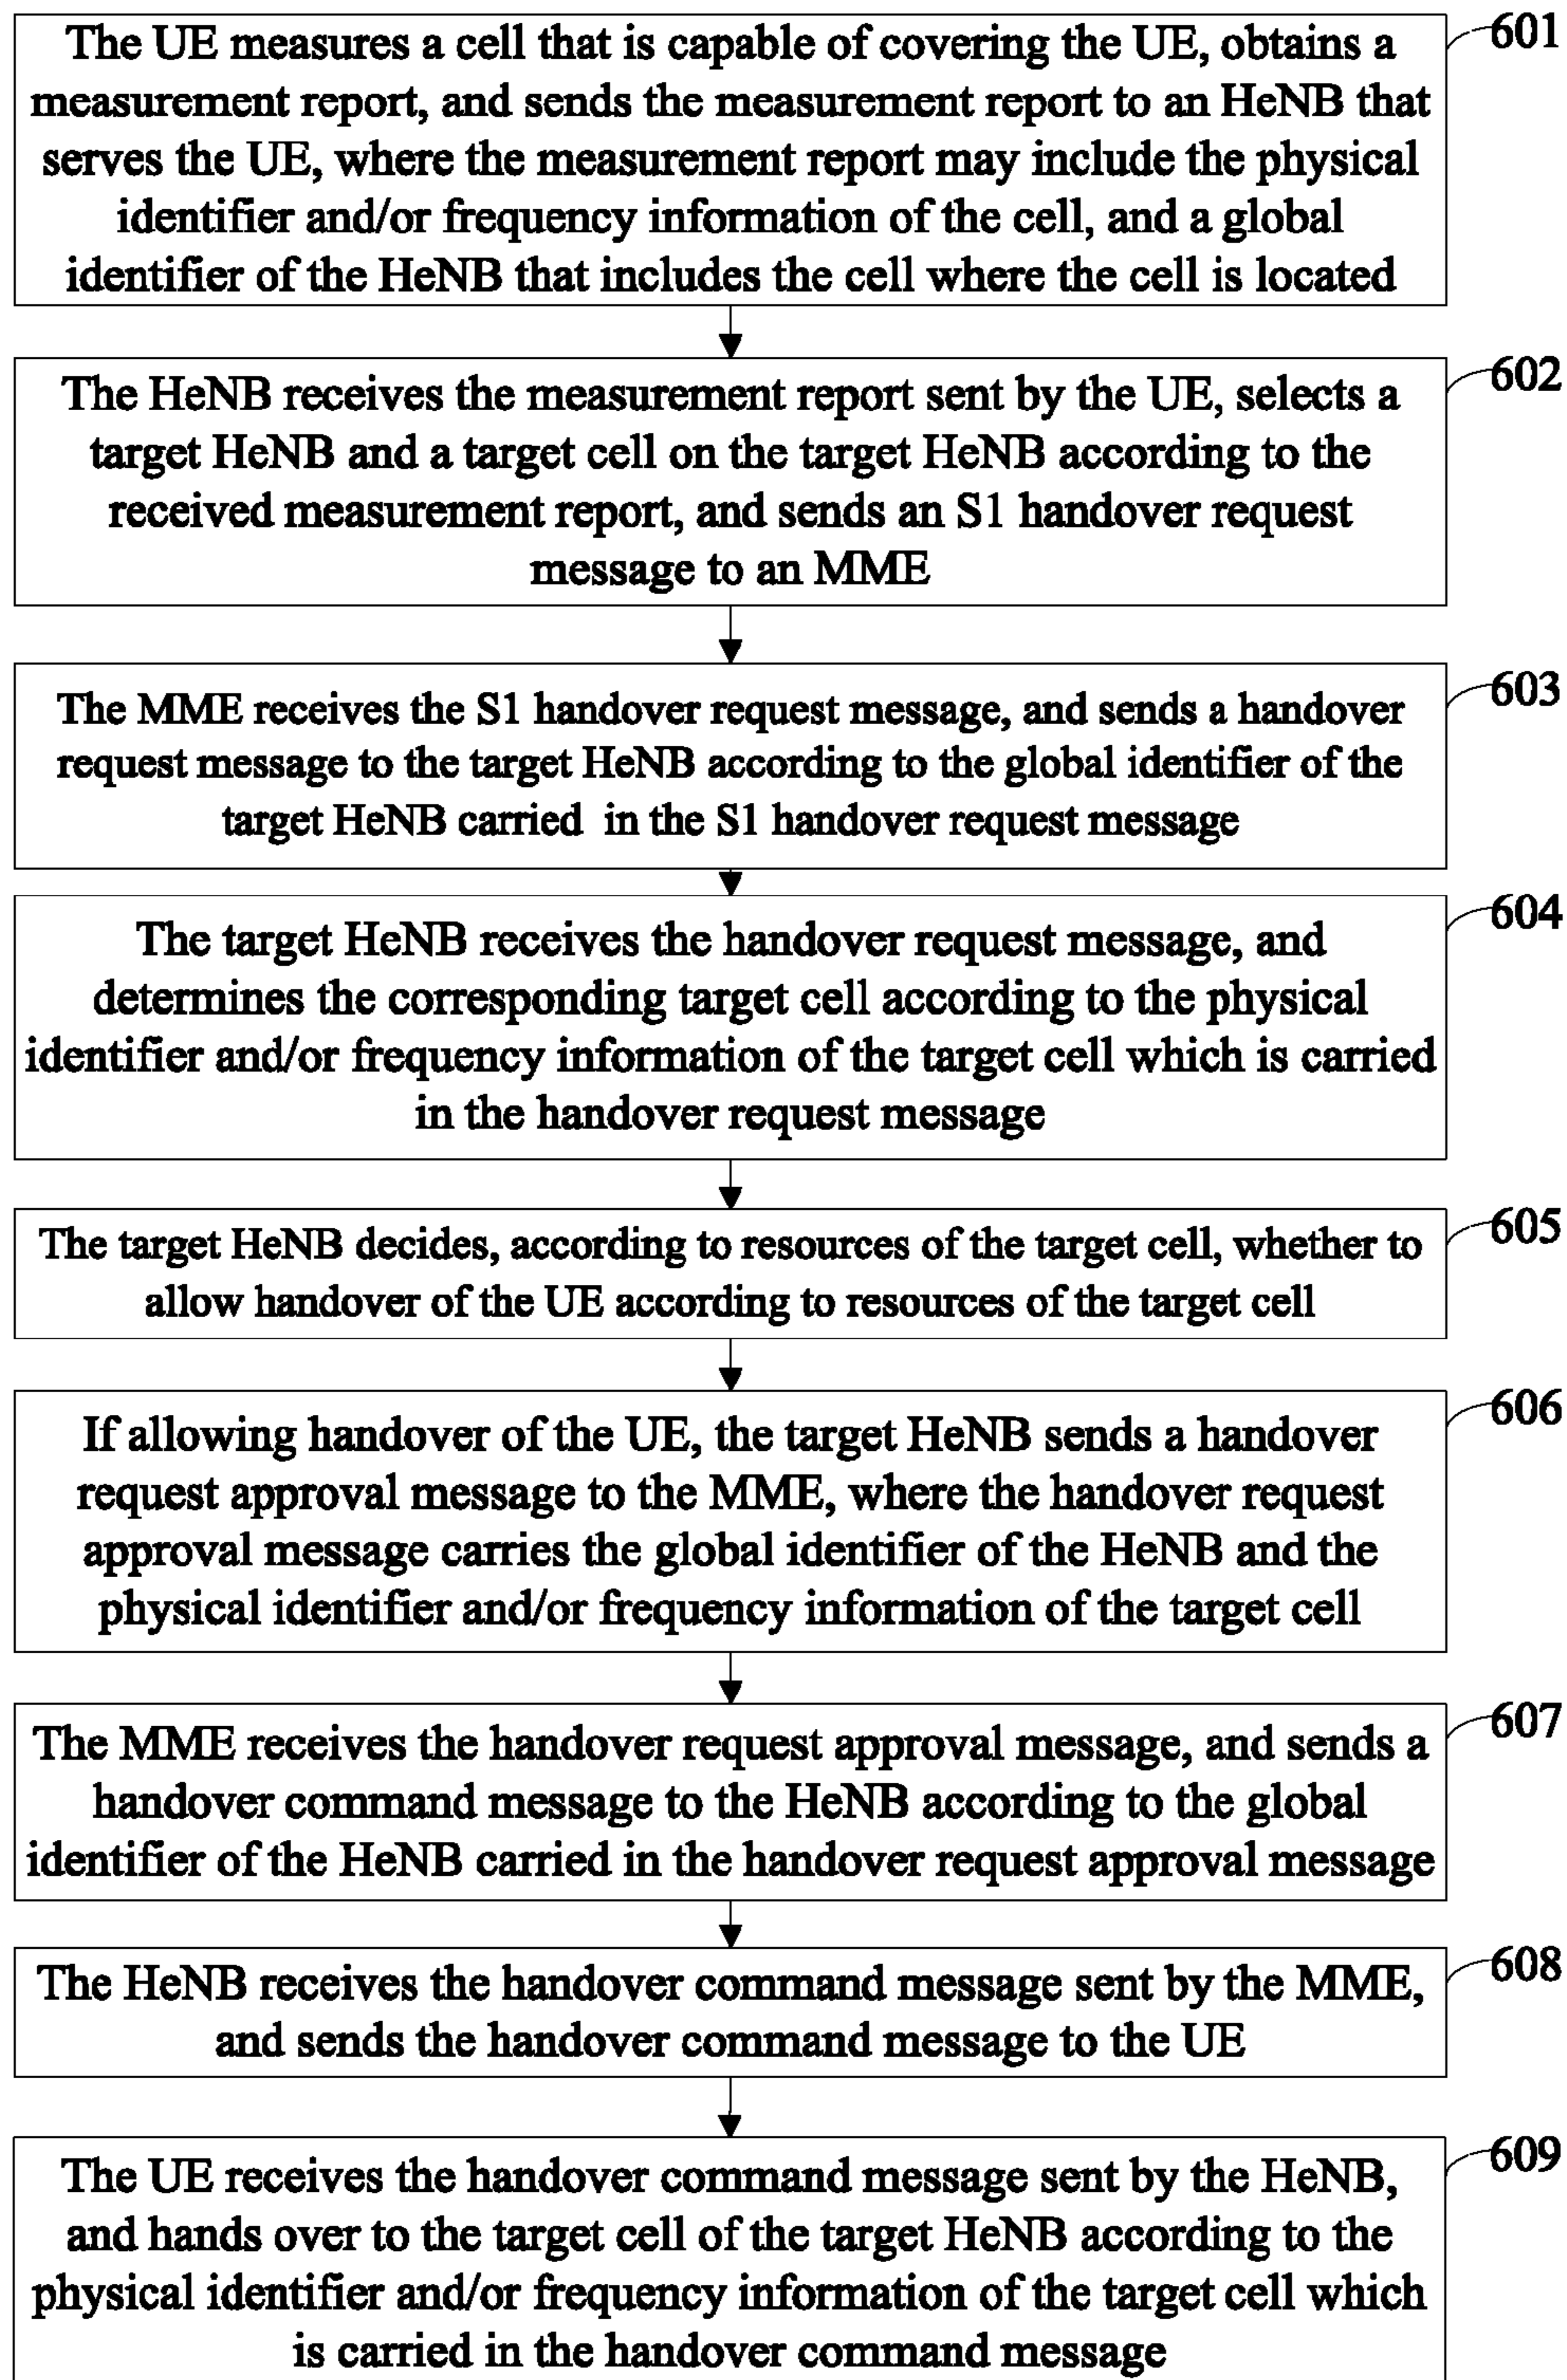 The UE measures a cell that is capable of covering the UE, obtains a
measurement report, and sends the measurement report to an HeNB that
serves the UE, where the measurement report may include the physical
identifier and/or frequency information of the cell, and a global
identifier of the HeNB that includes the cell where the cell is located
601
The HeNB receives the measurement report sent by the UE, selects a
target HeNB and a target cell on the target HeNB according to the
received measurement report, and sends an S1 handover request
message to an MME
602
The MME receives the S1 handover request message, and sends a handover
request message to the target HeNB according to the global identifier of the
target HeNB carried in the S1 handover request message
603
The target HeNB receives the handover request message, and
determines the corresponding target cell according to the physical
identifier and/or frequency information of the target cell which is carried
in the handover request message
604
The target HeNB decides, according to resources of the target cell, whether to
allow handover of the UE according to resources of the target cell
605
If allowing handover of the UE, the target HeNB sends a handover
request approval message to the MME, where the handover request
approval message carries the global identifier of the HeNB and the
physical identifier and/or frequency information of the target cell
606
The MME receives the handover request approval message, and sends a
handover command message to the HeNB according to the global
identifier of the HeNB carried in the handover request approval message
607
The HeNB receives the handover command message sent by the MME,
and sends the handover command message to the UE
608
The UE receives the handover command message sent by the HeNB,
and hands over to the target cell of the target HeNB according to the
physical identifier and/or frequency information of the target cell which
is carried in the handover command message
609